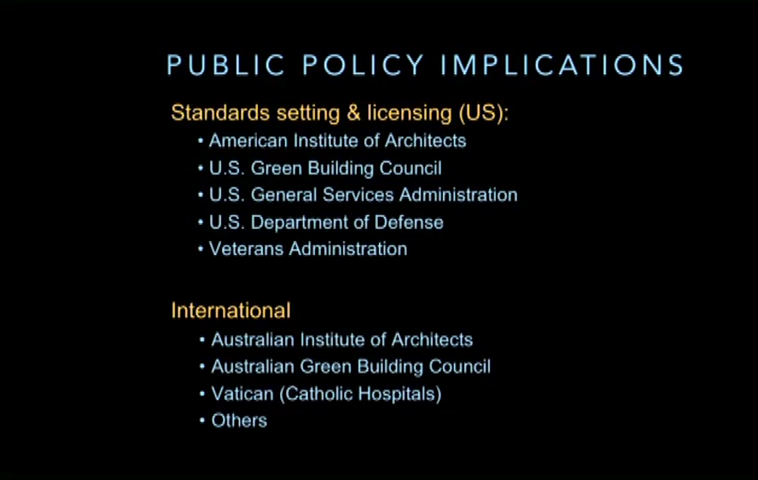 PUBLIC POLICY IMPLICATIONS
Standards setting & licensing (US):
• American Institute of Architects
• U.S. Green Building Council
• U.S. General Services Administration
• U.S. Department of Defense
• Veterans Administration
International
• Australian Institute of Architects
• Australian Green Building Council
• Vatican (Catholic Hospitals)
• Others